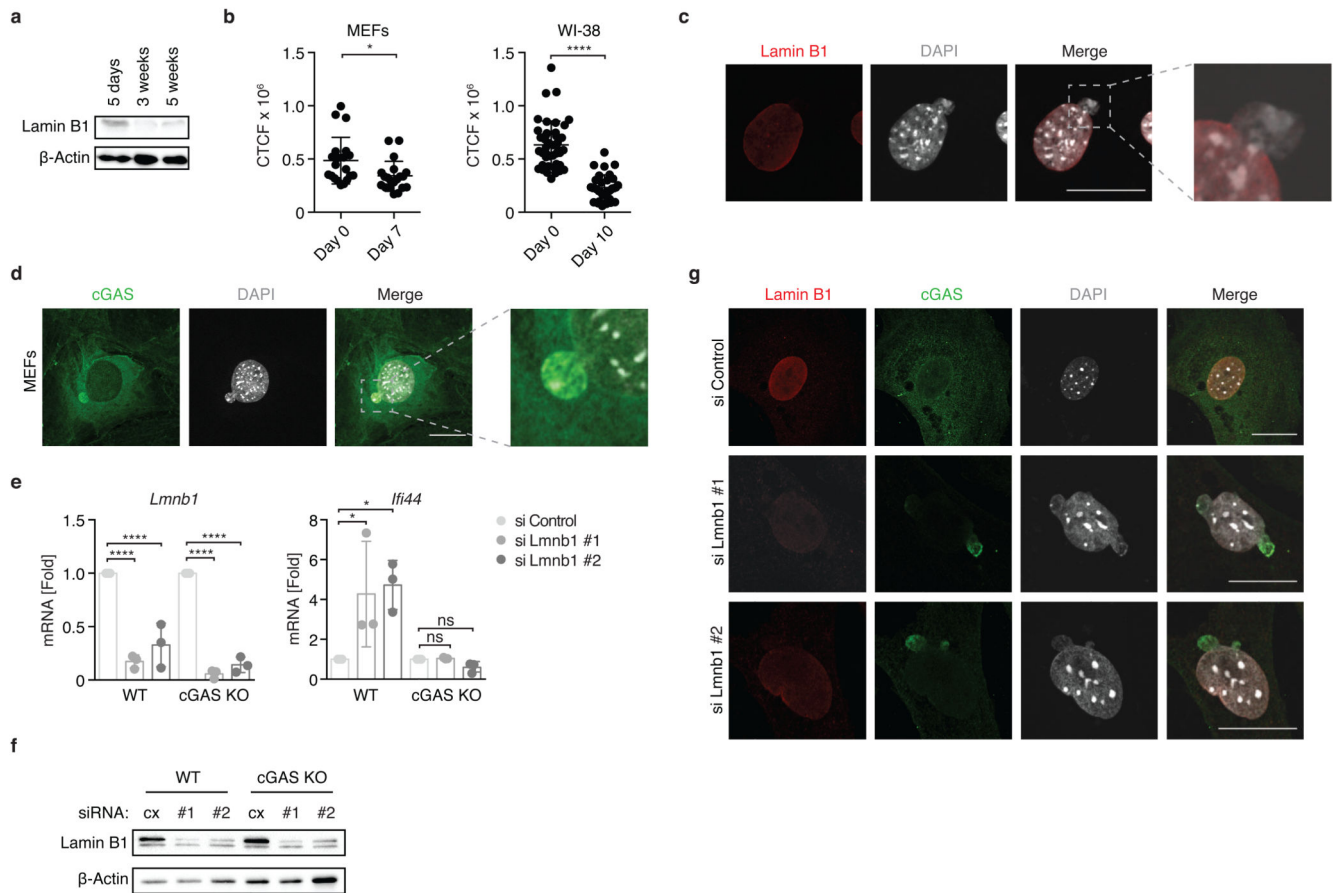 a
5 days
3 weeks
5 weeks
Lamin B1
β-Actin
b
MEFs
*
CTCF x 10⁶
1.5
1.0
0.5
0
Day 0
Day 7
WI-38
****
CTCF x 10⁶
1.5
1.0
0.5
0
Day 0
Day 10
c
Lamin B1 DAPI Merge
d
cGAS DAPI Merge
MEFs
e
Lmnb1
mRNA [Fold]
1.5
1.0
0.5
0
**** ****
**** ****
WT cGAS KO
Ifi44
mRNA [Fold]
8
6
4
2
0
*
*
ns
ns
WT cGAS KO
si Control
si Lmnb1 #1
si Lmnb1 #2
f
WT cGAS KO
siRNA: cx #1 #2 cx #1 #2
Lamin B1
β-Actin
g
Lamin B1 cGAS DAPI Merge
si Control
si Lmnb1 #1
si Lmnb1 #2